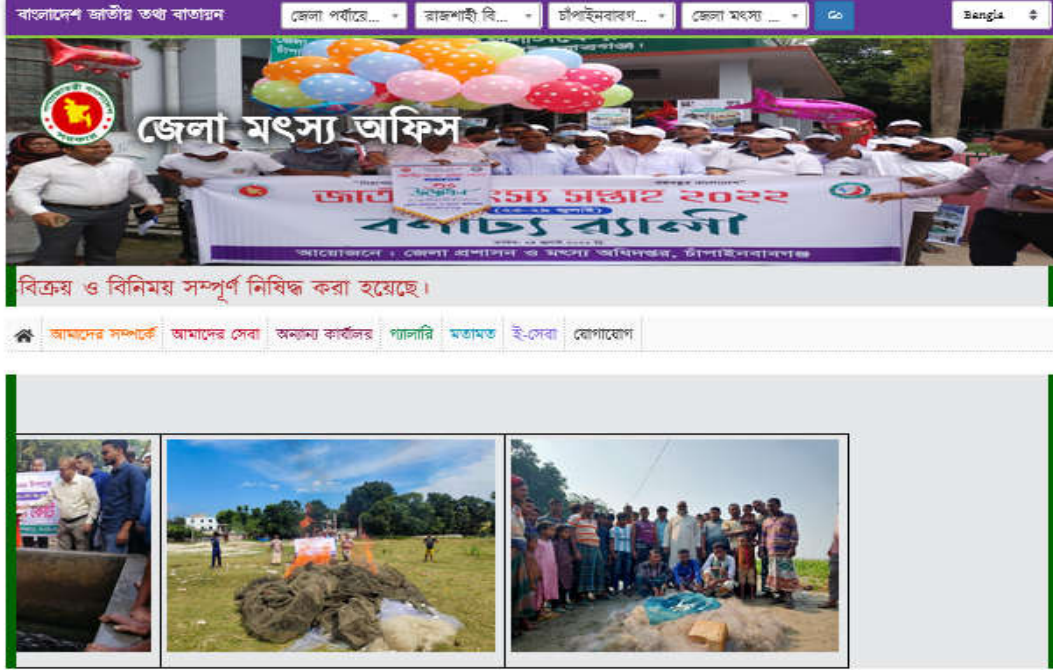 বাংলাদেশ জাতীয় তথ্য বাতায়ন
জেলা পর্যায়ে...
রাজশাহী বি...
চাঁপাইনবাবগ...
জেলা মৎস্য ...
Go
Bangla
জেলা মৎস্য অফিস
জাতীয় মৎস্য সপ্তাহ ২০২২
বর্ণাঢ্য র‍্যালী
আয়োজনে : জেলা প্রশাসন ও মৎস্য অধিদপ্তর, চাঁপাইনবাবগঞ্জ
বিক্রয় ও বিনিময় সম্পূর্ণ নিষিদ্ধ করা হয়েছে।
আমাদের সম্পর্কে
আমাদের সেবা
অন্যান্য কার্যালয়
গ্যালারি
মতামত
ই-সেবা
যোগাযোগ